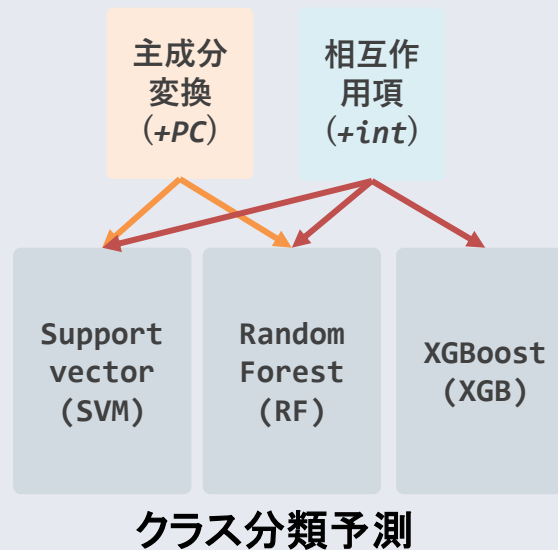 主成分
変換
(+PC)
相互作
用項
(+int)
Support
vector
(SVM)
Random
Forest
(RF)
XGBoost
(XGB)
クラス分類予測